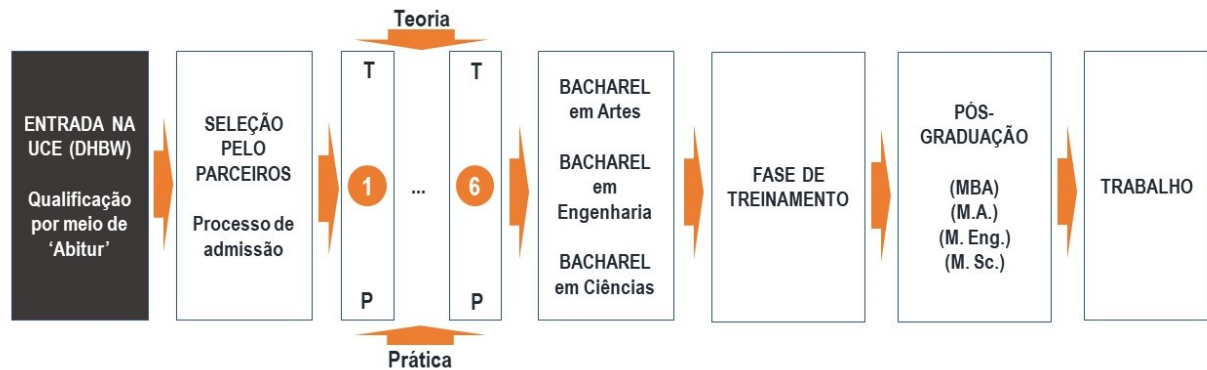 Teoria
ENTRADA NA
UCE (DHBW)
Qualificação
por meio de
‘Abitur’
SELEÇÃO
PELO
PARCEIROS
Processo de
admissão
T
1
P
...
T
6
P
BACHAREL
em Artes
BACHAREL
em
Engenharia
BACHAREL
em Ciências
FASE DE
TREINAMENTO
PÓS-
GRADUAÇÃO
(MBA)
(M.A.)
(M. Eng.)
(M. Sc.)
TRABALHO
Prática